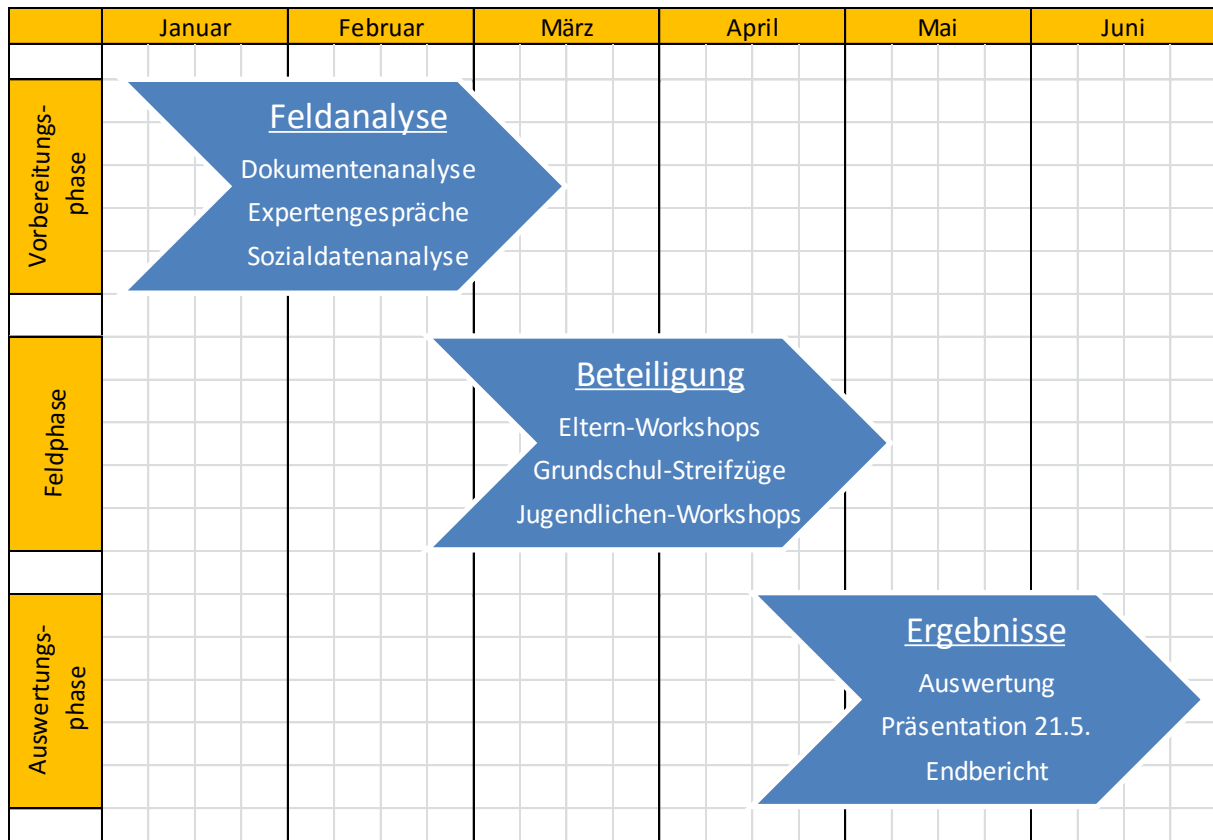 Januar Februar März April Mai Juni
Vorbereitungs-
phase
Feldanalyse
Dokumentenanalyse
Expertengespräche
Sozialdatenanalyse
Feldphase
Beteiligung
Eltern-Workshops
Grundschul-Streifzüge
Jugendlichen-Workshops
Auswertungs-
phase
Ergebnisse
Auswertung
Präsentation 21.5.
Endbericht